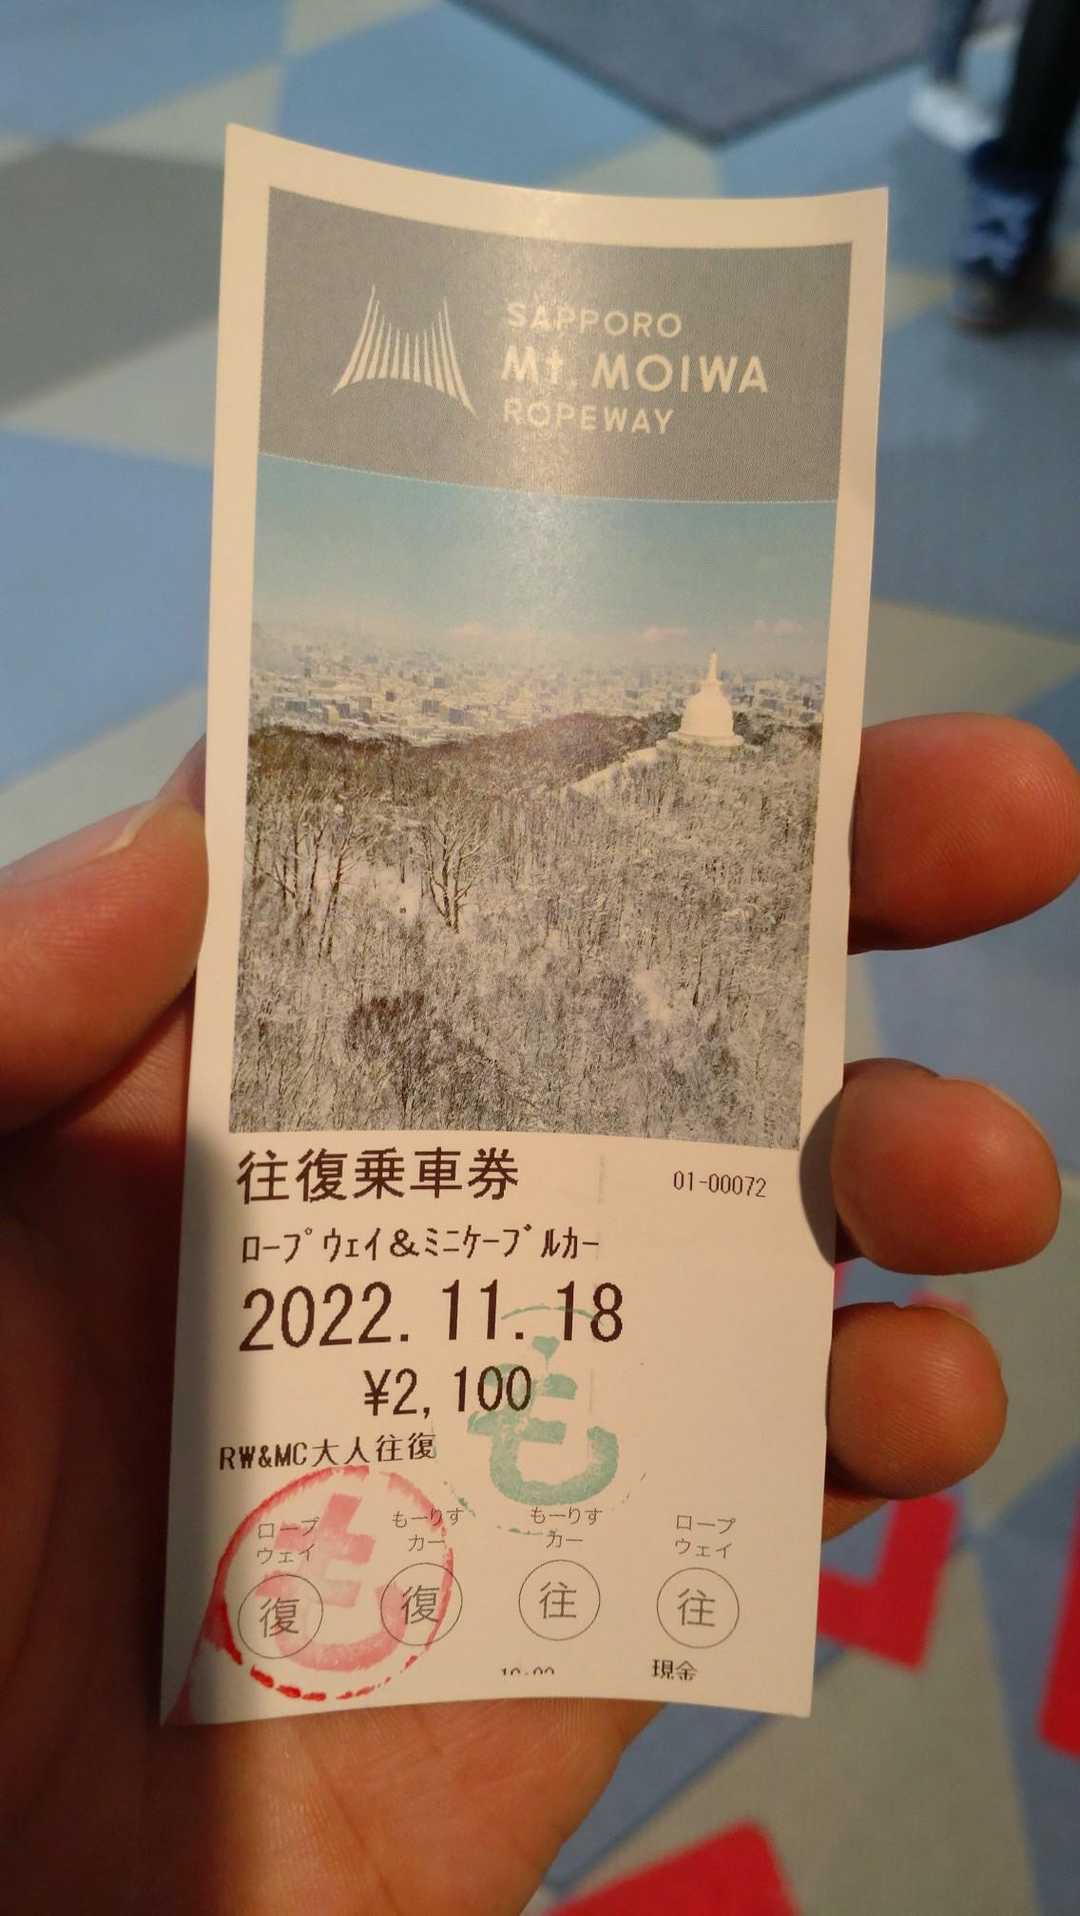 SAPPORO
Mt. MOIWA
ROPEWAY
往復乗車券
01-00072
ロープウェイ&ミニケーブルカー
2022.11.18
¥2,100
RW&MC大人往復
も
も
ロープ
ウェイ
復
もーりす
カー
復
もーりす
カー
往
ロープ
ウェイ
往
現金